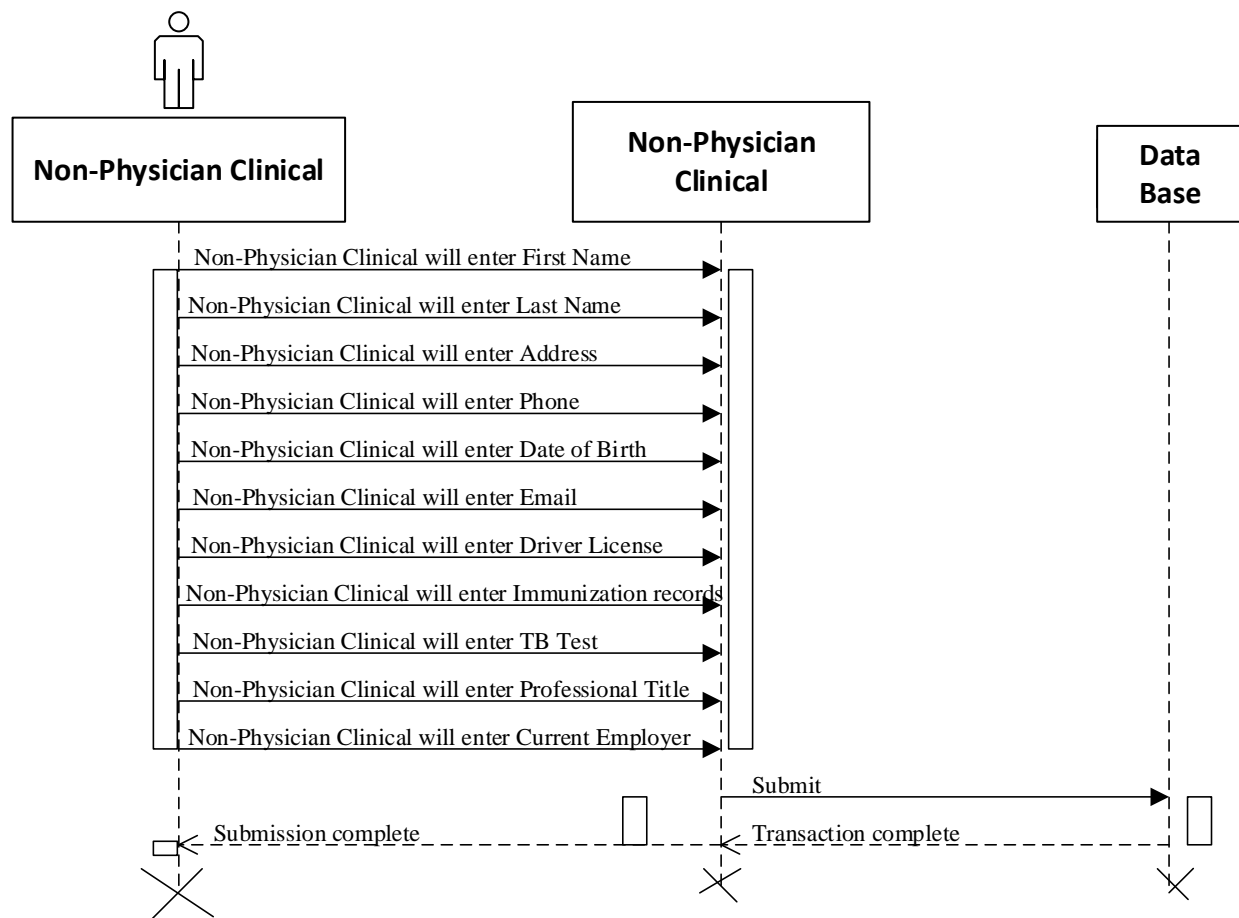 Non-Physician Clinical
Non-Physician
Clinical
Data
Base
Non-Physician Clinical will enter First Name
Non-Physician Clinical will enter Last Name
Non-Physician Clinical will enter Address
Non-Physician Clinical will enter Phone
Non-Physician Clinical will enter Date of Birth
Non-Physician Clinical will enter Email
Non-Physician Clinical will enter Driver License
Non-Physician Clinical will enter Immunization records
Non-Physician Clinical will enter TB Test
Non-Physician Clinical will enter Professional Title
Non-Physician Clinical will enter Current Employer
Submit
Submission complete
Transaction complete